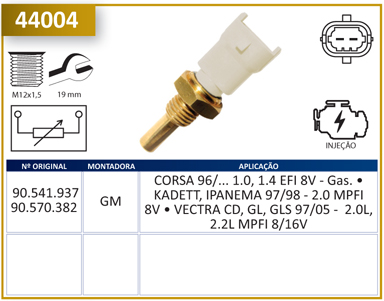 44004
M12x1,5
19 mm
INJEÇÃO
Nº ORIGINAL
MONTADORA
APLICAÇÃO
90.541.937
90.570.382
GM
CORSA 96/... 1.0, 1.4 EFI 8V - Gas. •
KADETT, IPANEMA 97/98 - 2.0 MPFI
8V • VECTRA CD, GL, GLS 97/05 - 2.0L,
2.2L MPFI 8/16V